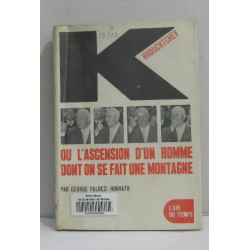 KHROUCHTCHEV
OU L'ASCENSION D'UN HOMME
DONT ON SE FAIT UNE MONTAGNE
PAR GEORGE PALOCZI-HORVATH
L'AIR
DU TEMPS